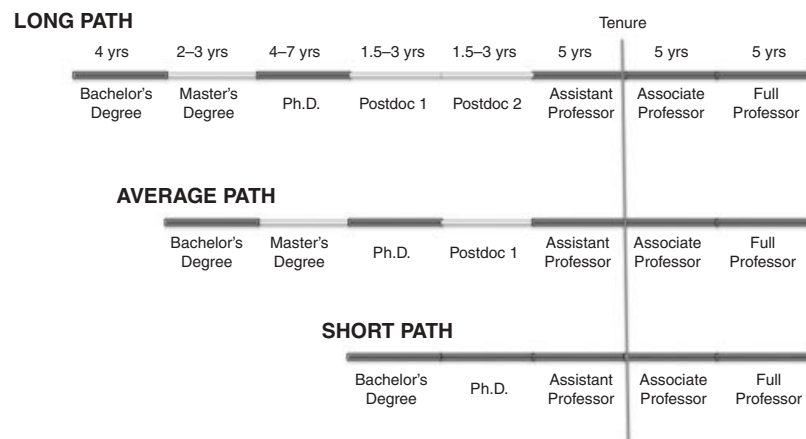 LONG PATH
Tenure
4 yrs 2–3 yrs 4–7 yrs 1.5–3 yrs 1.5–3 yrs 5 yrs 5 yrs 5 yrs
Bachelor's Master's Ph.D. Postdoc 1 Postdoc 2 Assistant Associate Full
Degree Degree Professor Professor Professor
AVERAGE PATH
Bachelor's Master's Ph.D. Postdoc 1 Assistant Associate Full
Degree Degree Professor Professor Professor
SHORT PATH
Bachelor's Ph.D. Assistant Associate Full
Degree Professor Professor Professor